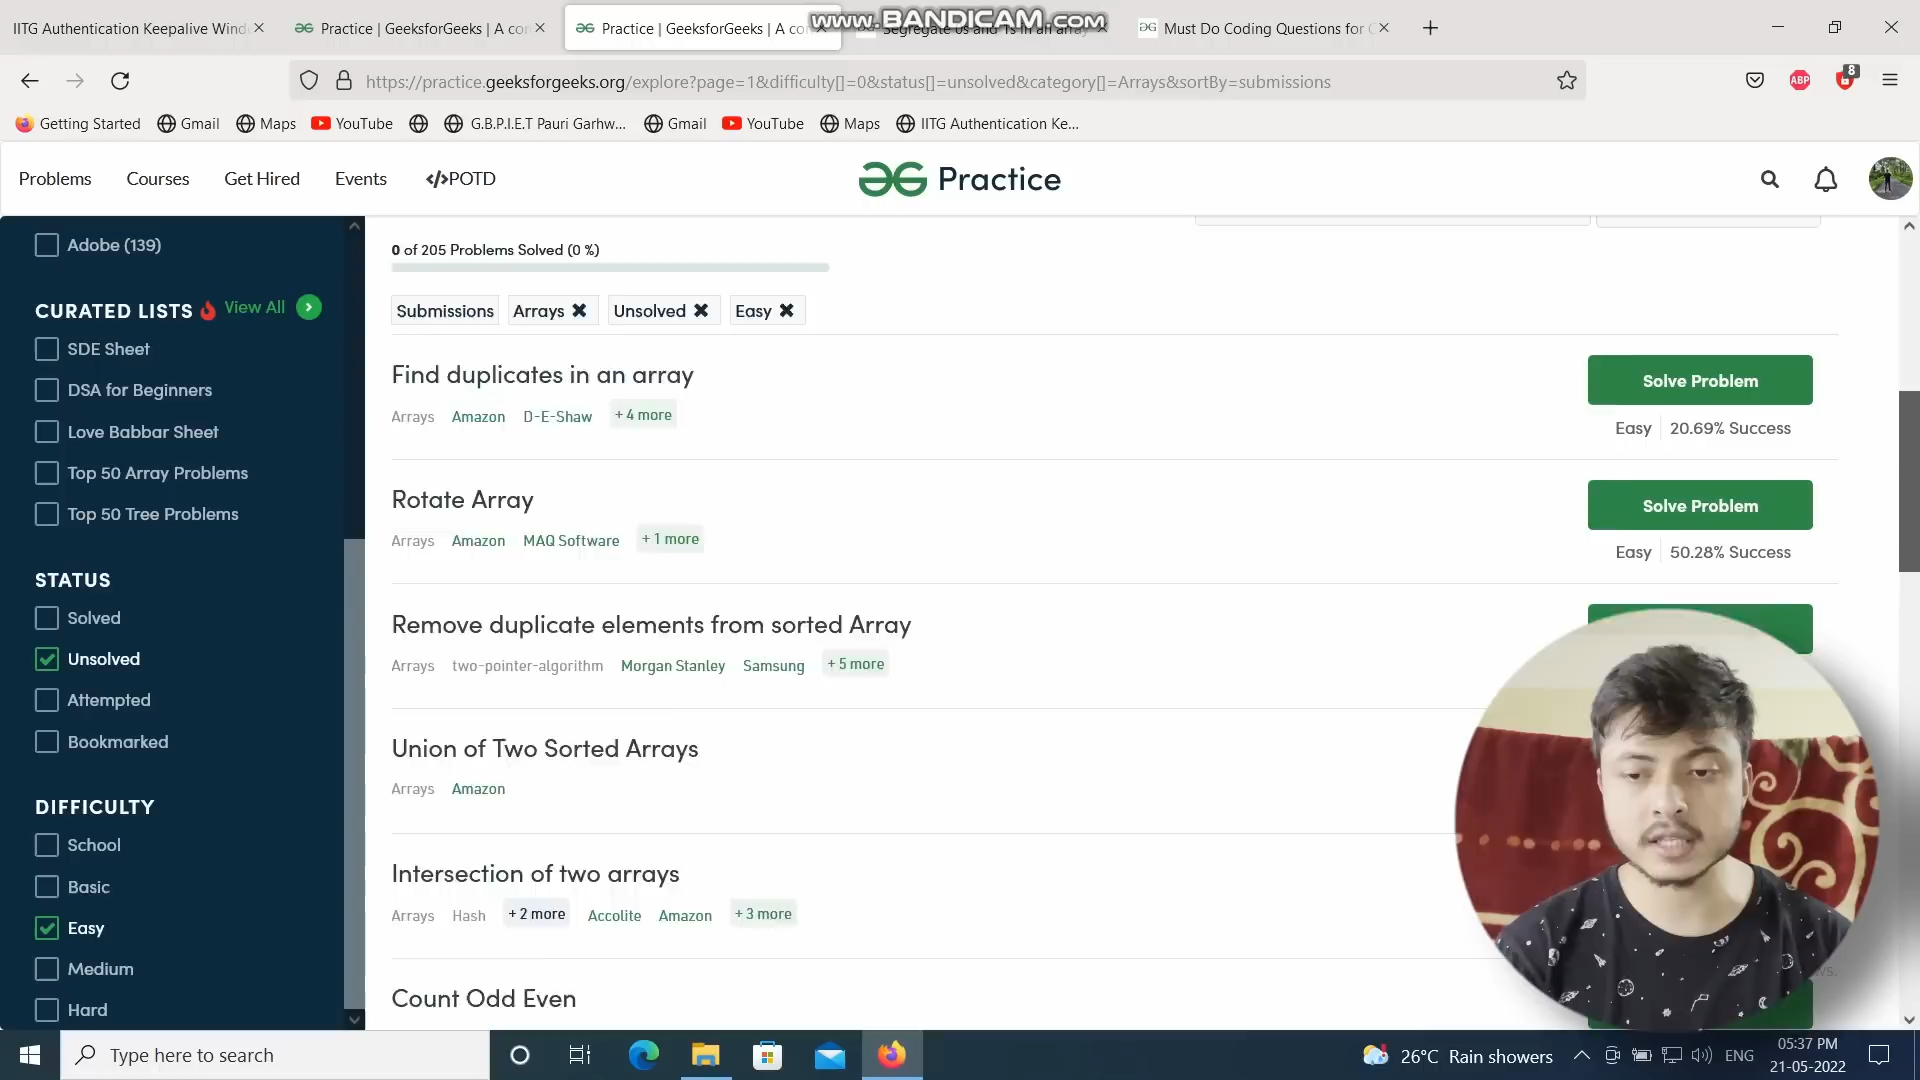 www.BANDICAM.com
IITG Authentication Keepalive Wind
Practice | GeeksforGeeks | A co
Practice | GeeksforGeeks | A co
Segregate 0s and 1s in an array
Must Do Coding Questions for C
https://practice.geeksforgeeks.org/explore?page=1&difficulty[]=0&status[]=unsolved&category[]=Arrays&sortBy=submissions
ABP
8
Getting Started
Gmail
Maps
YouTube
G.B.P.I.E.T Pauri Garhw...
Gmail
YouTube
Maps
IITG Authentication Ke...
Problems
Courses
Get Hired
Events
</>POTD
Practice
Adobe (139)
CURATED LISTS
View All
SDE Sheet
DSA for Beginners
Love Babbar Sheet
Top 50 Array Problems
Top 50 Tree Problems
STATUS
Solved
Unsolved
Attempted
Bookmarked
DIFFICULTY
School
Basic
Easy
Medium
Hard
0 of 205 Problems Solved (0 %)
Submissions
Arrays ✖
Unsolved ✖
Easy ✖
Find duplicates in an array
Arrays Amazon D-E-Shaw + 4 more
Solve Problem
Easy | 20.69% Success
Rotate Array
Arrays Amazon MAQ Software + 1 more
Solve Problem
Easy | 50.28% Success
Remove duplicate elements from sorted Array
Arrays two-pointer-algorithm Morgan Stanley Samsung + 5 more
Union of Two Sorted Arrays
Arrays Amazon
Intersection of two arrays
Arrays Hash + 2 more Accolite Amazon + 3 more
Count Odd Even
Type here to search
26°C Rain showers
ENG
05:37 PM
21-05-2022